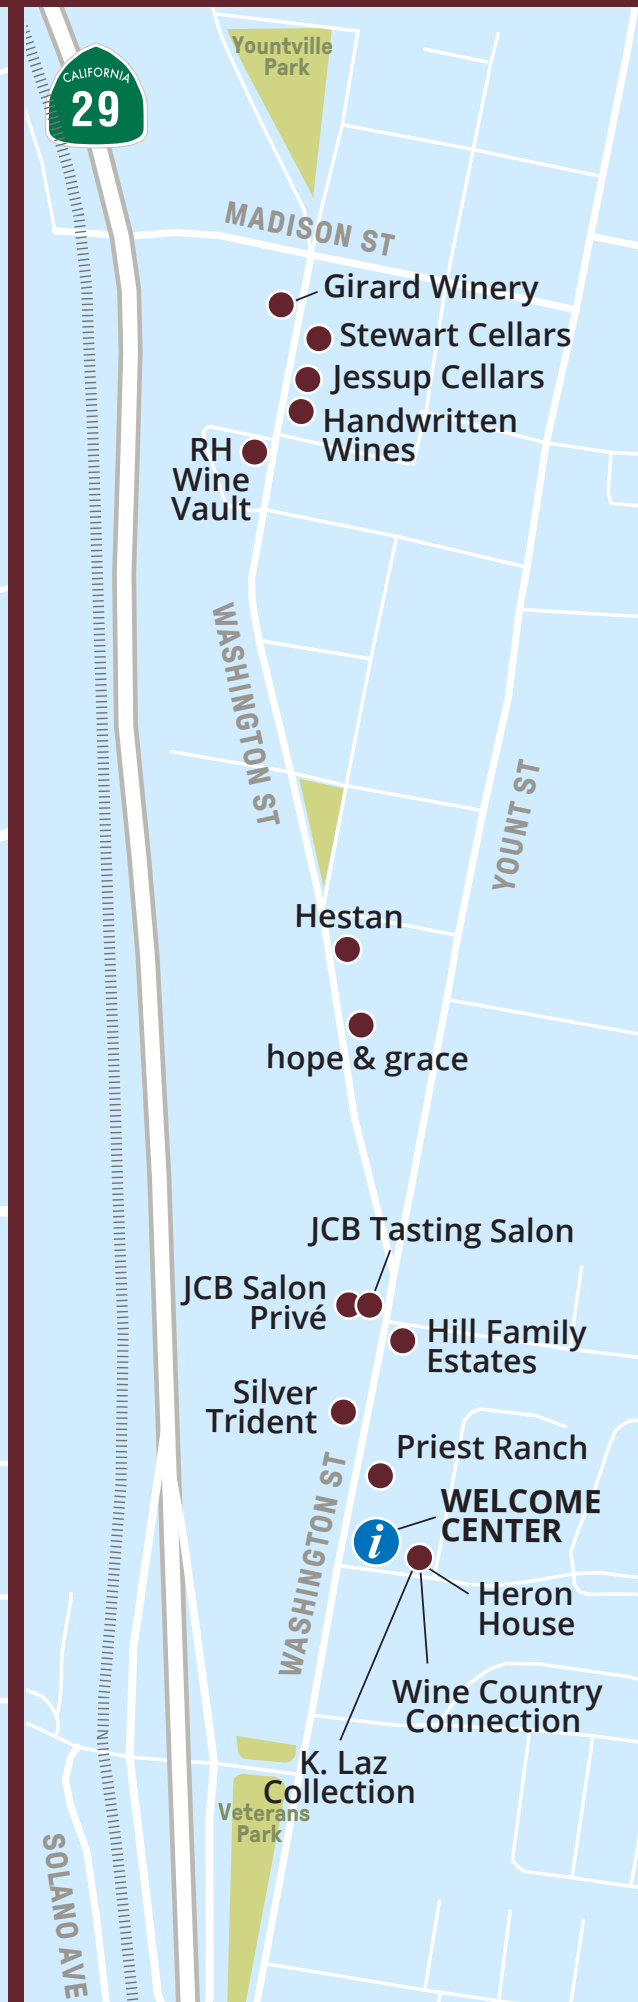 Yountville
Park
CALIFORNIA
29
MADISON ST
Girard Winery
Stewart Cellars
Jessup Cellars
Handwritten
Wines
RH
Wine
Vault
WASHINGTON ST
YOUNT ST
Hestan
hope & grace
JCB Tasting Salon
JCB Salon
Privé
Hill Family
Estates
Silver
Trident
Priest Ranch
WASHINGTON ST
WELCOME
CENTER
i
Heron
House
Wine Country
Connection
K. Laz
Collection
Veterans
Park
SOLANO AVE